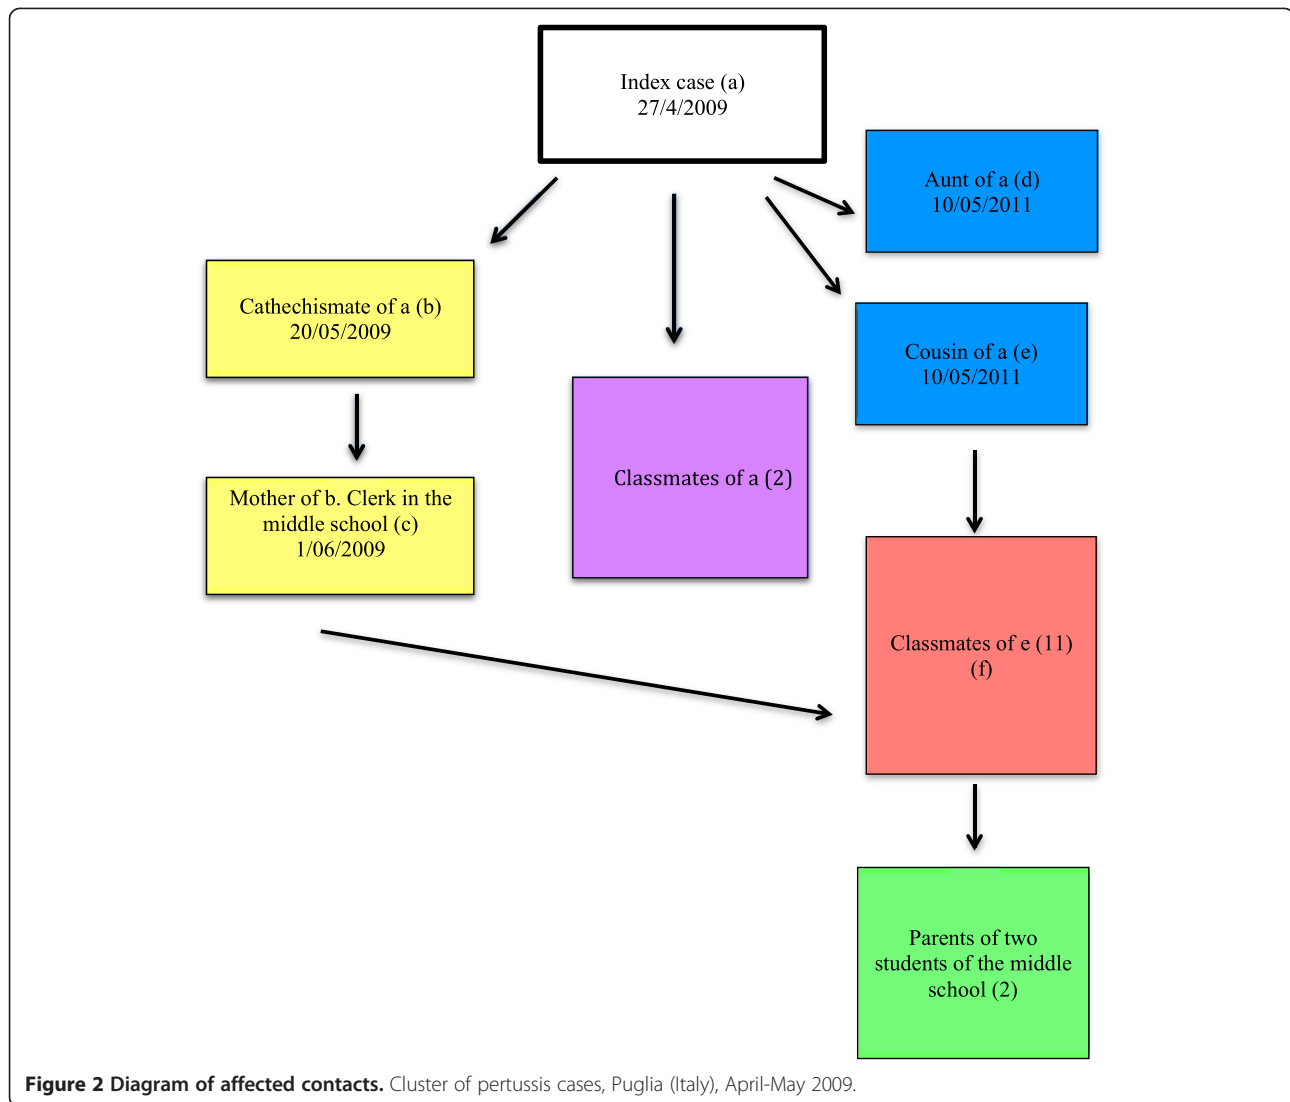 Index case (a)
27/4/2009
Aunt of a (d)
10/05/2011
Cathechismate of a (b)
20/05/2009
Cousin of a (e)
10/05/2011
Classmates of a (2)
Mother of b. Clerk in the
middle school (c)
1/06/2009
Classmates of e (11)
(f)
Parents of two
students of the middle
school (2)
Figure 2 Diagram of affected contacts. Cluster of pertussis cases, Puglia (Italy), April-May 2009.